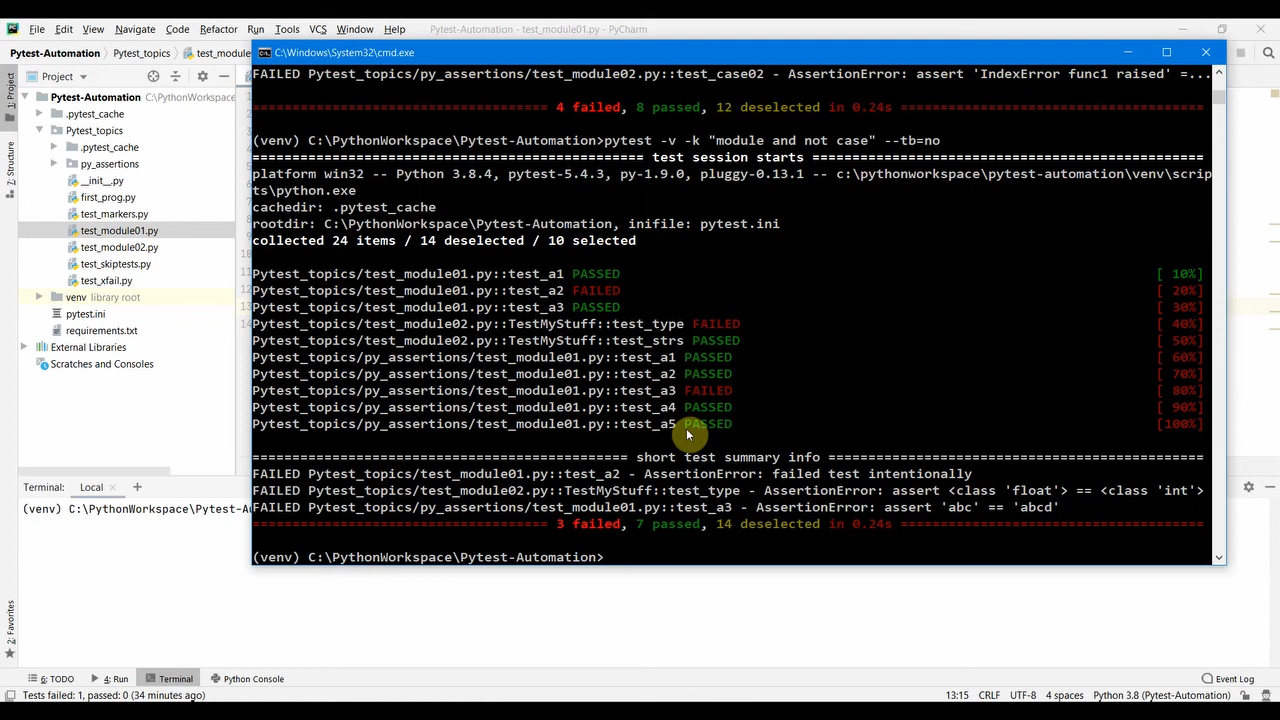 File Edit View Navigate Code Refactor Run Tools VCS Window Help Pytest-Automation - test_module01.py - PyCharm
Pytest-Automation Pytest_topics test_module
C:\Windows\System32\cmd.exe
Project
1: Project
Z: Structure
2: Favorites
Pytest-Automation C:\PythonWorkspace
.pytest_cache
Pytest_topics
.pytest_cache
py_assertions
__init__.py
first_prog.py
test_markers.py
test_module01.py
test_module02.py
test_skiptests.py
test_xfail.py
venv library root
pytest.ini
requirements.txt
External Libraries
Scratches and Consoles
FAILED Pytest_topics/py_assertions/test_module02.py::test_case02 - AssertionError: assert 'IndexError func1 raised' =...
4 failed, 8 passed, 12 deselected in 0.24s
(venv) C:\PythonWorkspace\Pytest-Automation>pytest -v -k "module and not case" --tb=no
test session starts
platform win32 -- Python 3.8.4, pytest-5.4.3, py-1.9.0, pluggy-0.13.1 -- c:\pythonworkspace\pytest-automation\venv\scrip
ts\python.exe
cachedir: .pytest_cache
rootdir: C:\PythonWorkspace\Pytest-Automation, inifile: pytest.ini
collected 24 items / 14 deselected / 10 selected
Pytest_topics/test_module01.py::test_a1 PASSED [ 10%]
Pytest_topics/test_module01.py::test_a2 FAILED [ 20%]
Pytest_topics/test_module01.py::test_a3 PASSED [ 30%]
Pytest_topics/test_module02.py::TestMyStuff::test_type FAILED [ 40%]
Pytest_topics/test_module02.py::TestMyStuff::test_strs PASSED [ 50%]
Pytest_topics/py_assertions/test_module01.py::test_a1 PASSED [ 60%]
Pytest_topics/py_assertions/test_module01.py::test_a2 PASSED [ 70%]
Pytest_topics/py_assertions/test_module01.py::test_a3 FAILED [ 80%]
Pytest_topics/py_assertions/test_module01.py::test_a4 PASSED [ 90%]
Pytest_topics/py_assertions/test_module01.py::test_a5 PASSED [100%]
short test summary info
FAILED Pytest_topics/test_module01.py::test_a2 - AssertionError: failed test intentionally
FAILED Pytest_topics/test_module02.py::TestMyStuff::test_type - AssertionError: assert <class 'float'> == <class 'int'>
FAILED Pytest_topics/py_assertions/test_module01.py::test_a3 - AssertionError: assert 'abc' == 'abcd'
3 failed, 7 passed, 14 deselected in 0.24s
(venv) C:\PythonWorkspace\Pytest-Automation>
Terminal: Local
(venv) C:\PythonWorkspace\Pytest-A
6: TODO 4: Run Terminal Python Console Event Log
Tests failed: 1, passed: 0 (34 minutes ago) 13:15 CRLF UTF-8 4 spaces Python 3.8 (Pytest-Automation)